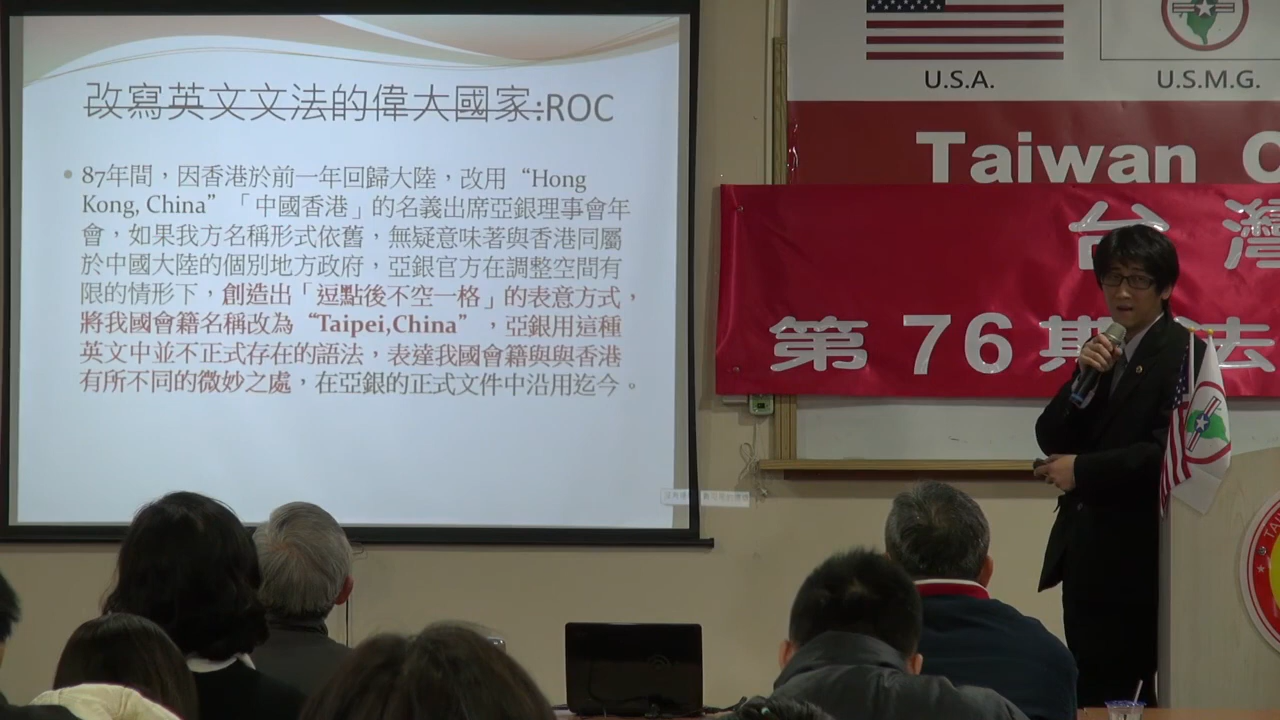 改寫英文文法的偉大國家:ROC
87年間，因香港於前一年回歸大陸，改用“Hong
Kong, China”「中國香港」的名義出席亞銀理事會年
會，如果我方名稱形式依舊，無疑意味著與香港同屬
於中國大陸的個別地方政府，亞銀官方在調整空間有
限的情形下，創造出「逗點後不空一格」的表意方式，
將我國會籍名稱改為“Taipei,China”，亞銀用這種
英文中並不正式存在的語法，表達我國會籍與與香港
有所不同的微妙之處，在亞銀的正式文件中沿用迄今。
U.S.A.
U.S.M.G.
Taiwan
台灣
第76期法